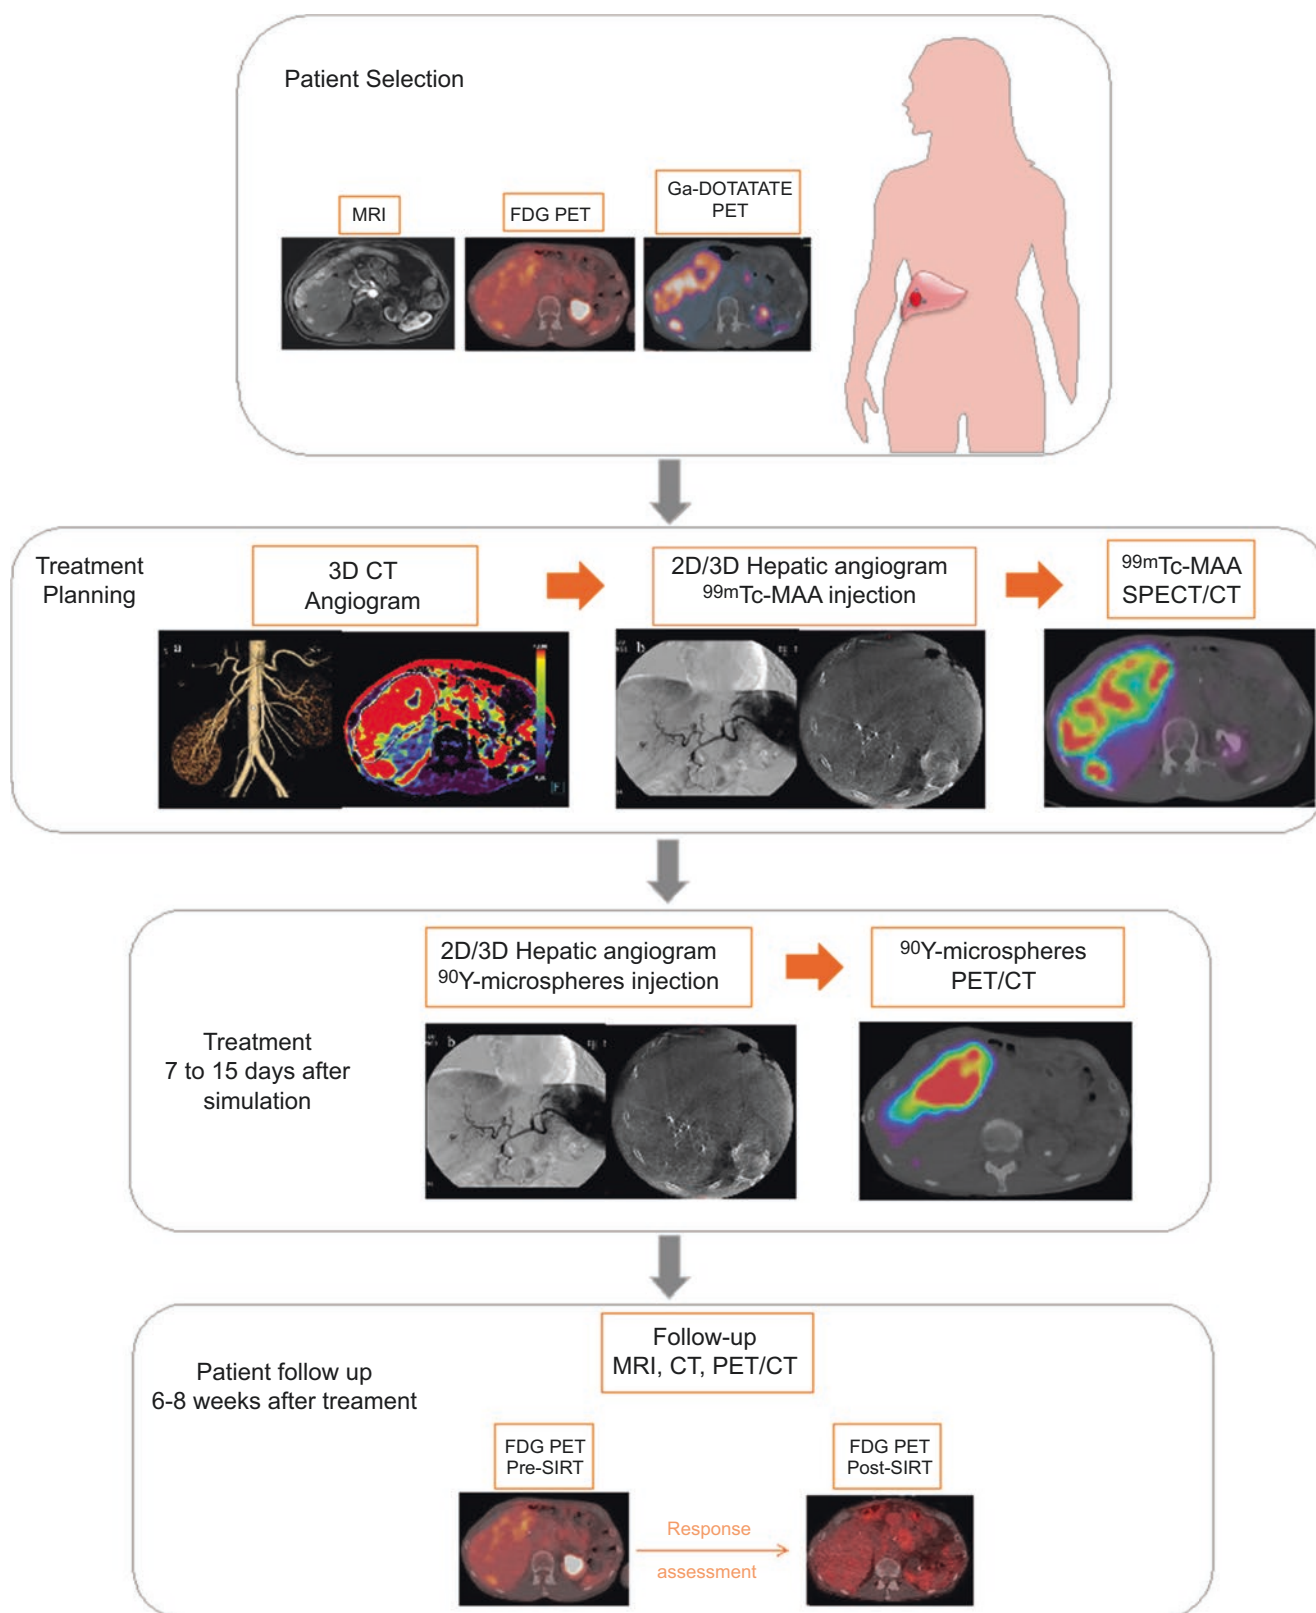 Patient Selection
MRI
FDG PET
Ga-DOTATATE
PET
Treatment
Planning
3D CT
Angiogram
2D/3D Hepatic angiogram
99mTc-MAA injection
99mTc-MAA
SPECT/CT
a
b
2D/3D Hepatic angiogram
90Y-microspheres injection
90Y-microspheres
PET/CT
Treatment
7 to 15 days after
simulation
b
Follow-up
MRI, CT, PET/CT
Patient follow up
6-8 weeks after treament
FDG PET
Pre-SIRT
FDG PET
Post-SIRT
Response
assessment